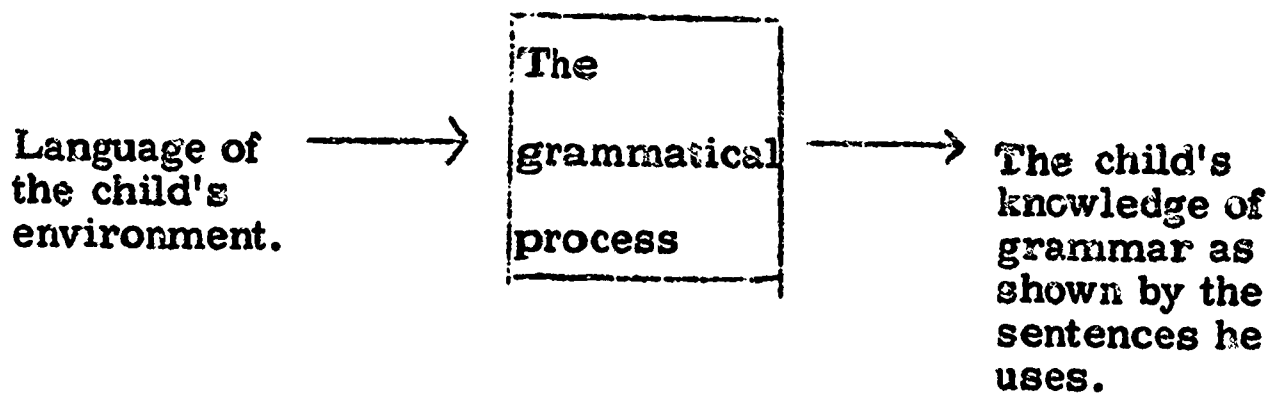 Language of
the child's
environment.
The
grammatical
process
The child's
knowledge of
grammar as
shown by the
sentences he
uses.